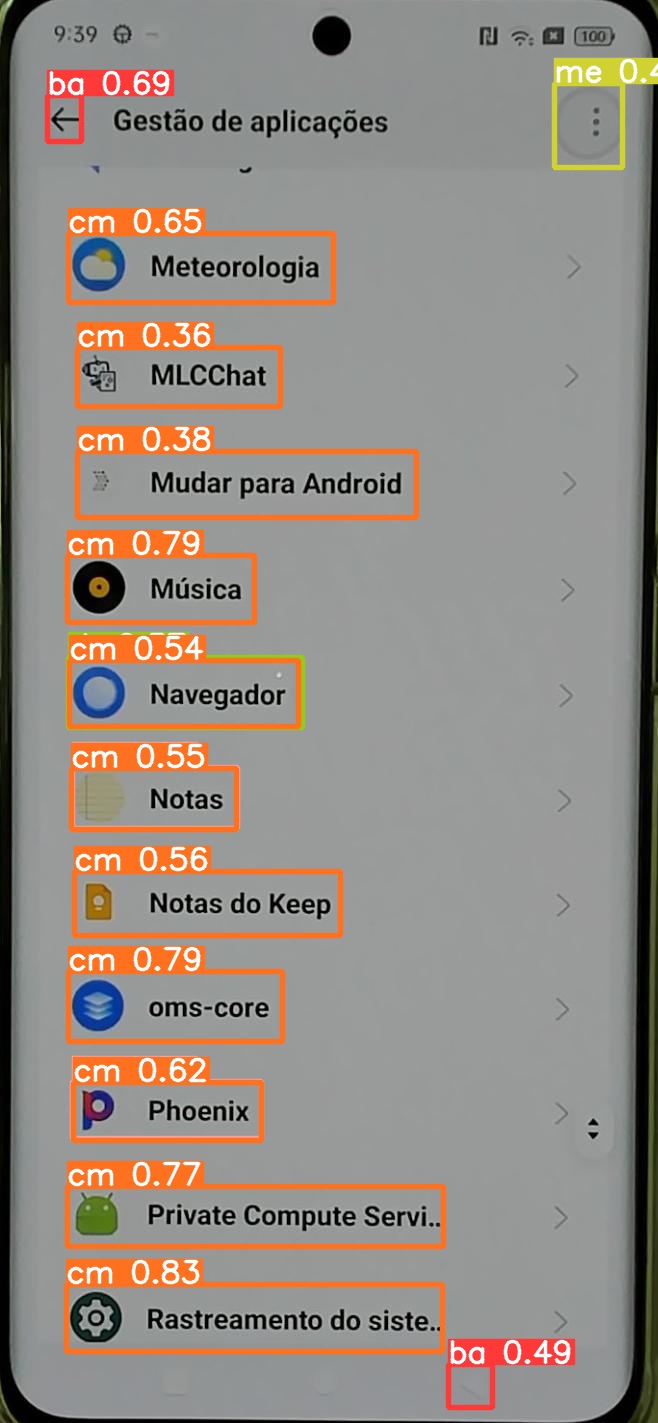 9:39
100
ba 0.69
me 0.4
Gestão de aplicações
cm 0.65
Meteorologia
cm 0.36
MLCChat
cm 0.38
Mudar para Android
cm 0.79
Música
cm 0.54
Navegador
cm 0.55
Notas
cm 0.56
Notas do Keep
cm 0.79
oms-core
cm 0.62
Phoenix
cm 0.77
Private Compute Servi..
cm 0.83
Rastreamento do siste..
ba 0.49